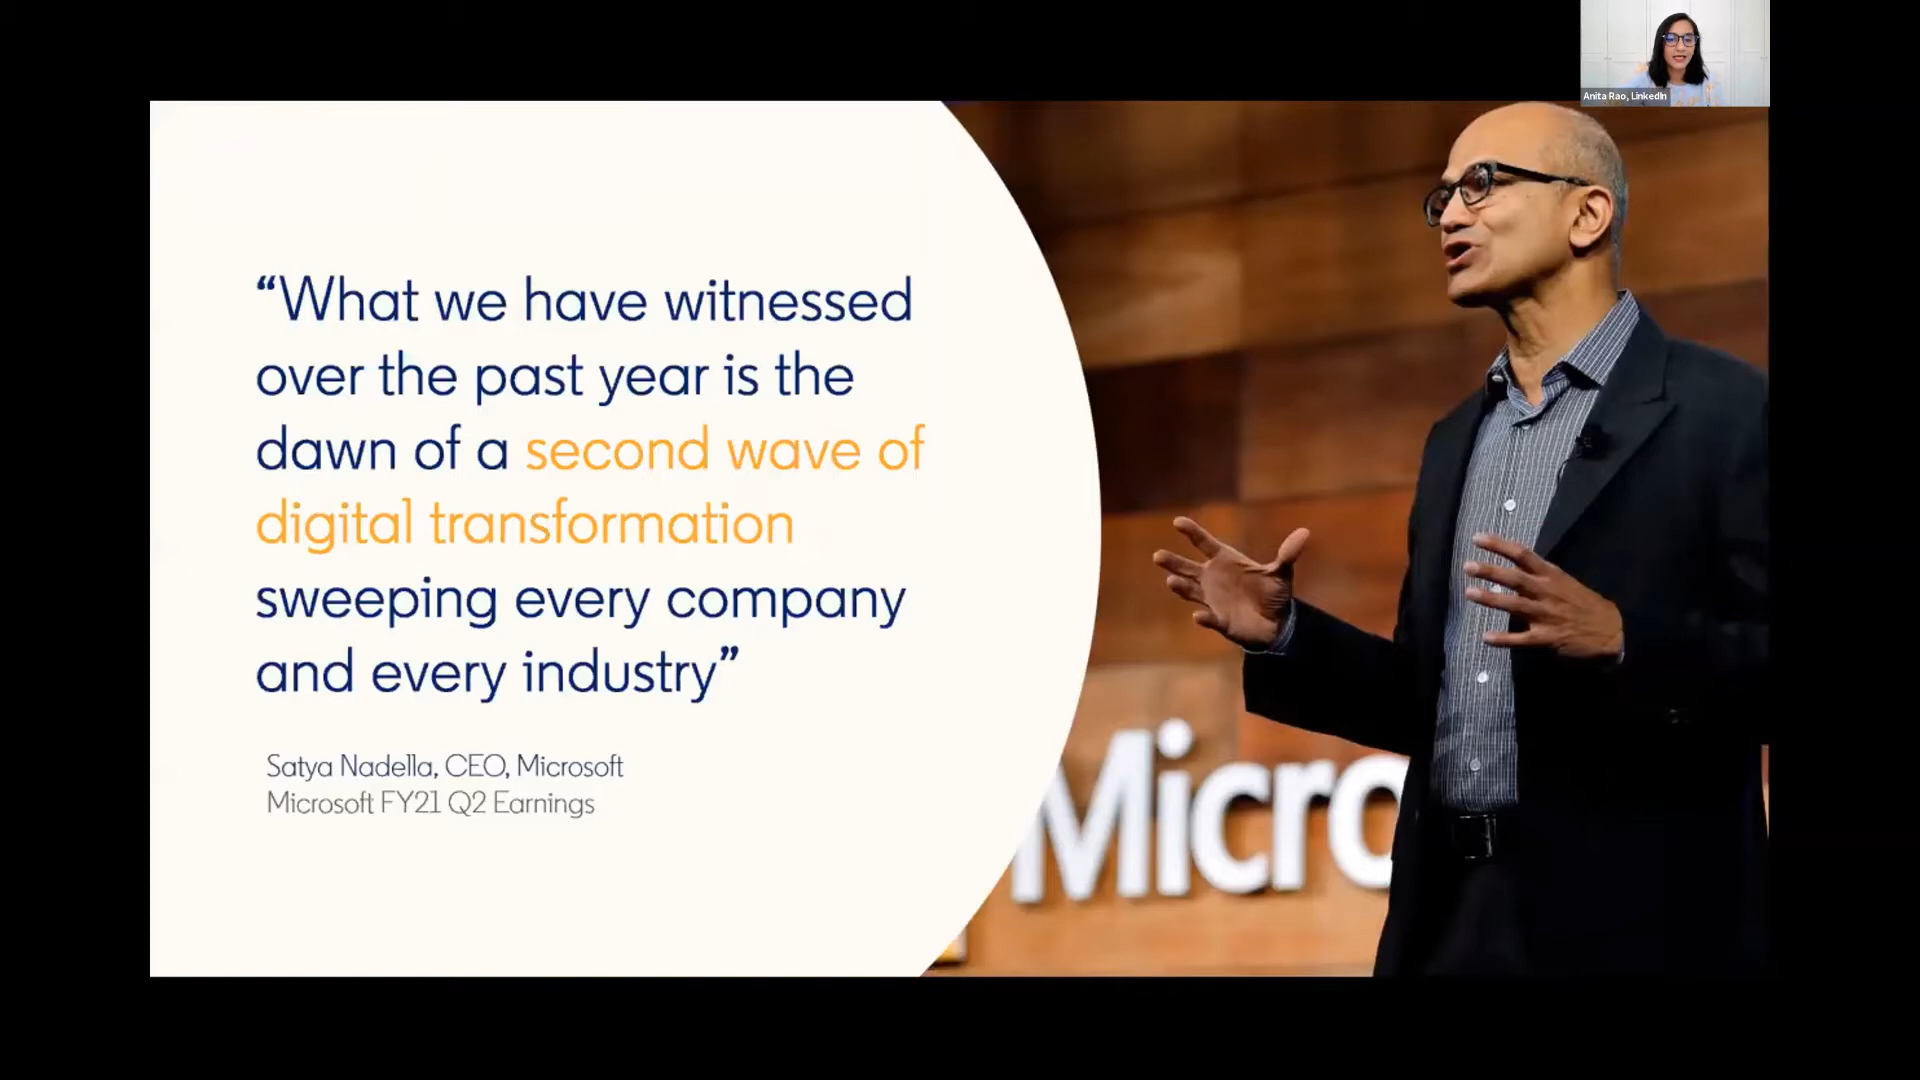 Anita Rao, LinkedIn
“What we have witnessed
over the past year is the
dawn of a second wave of
digital transformation
sweeping every company
and every industry”
Satya Nadella, CEO, Microsoft
Microsoft FY21 Q2 Earnings
Micro